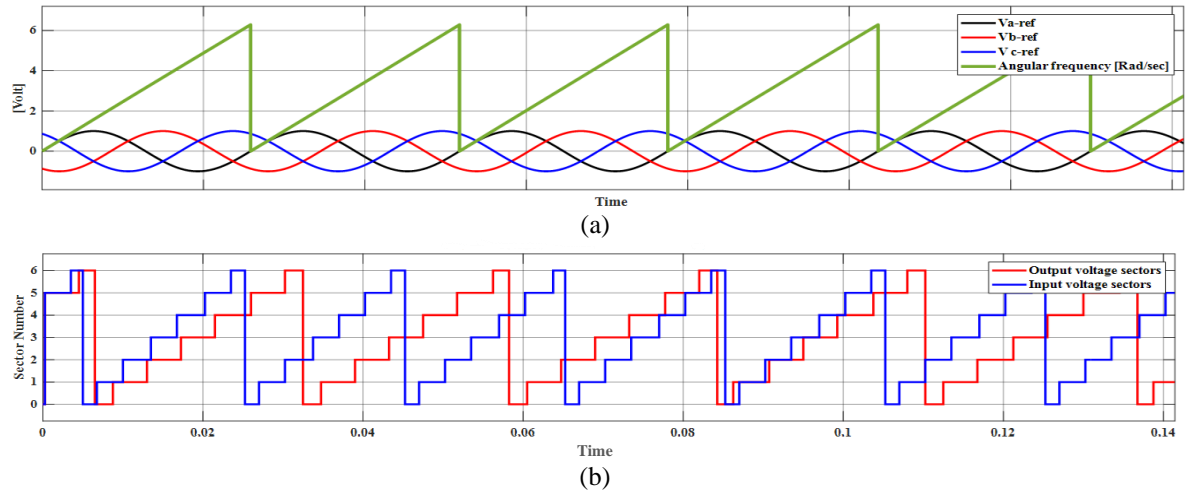 6
4
2
0
[Volt]
Va-ref
Vb-ref
V c-ref
Angular frequency [Rad/sec]
Time
(a)
6
5
4
3
2
1
0
Sector Number
Output voltage sectors
Input voltage sectors
0
0.02
0.04
0.06
0.08
0.1
0.12
0.14
Time
(b)